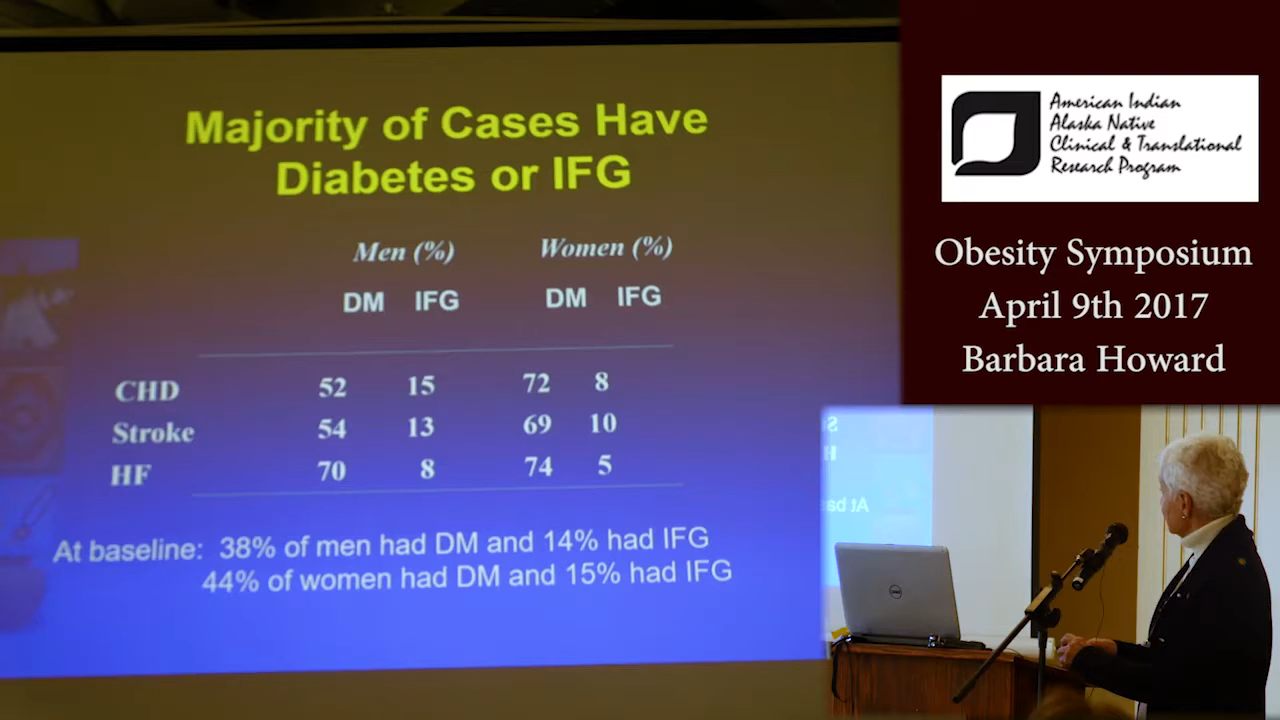 Majority of Cases Have
Diabetes or IFG
Men (%) Women (%)
DM IFG DM IFG
CHD 52 15 72 8
Stroke 54 13 69 10
HF 70 8 74 5
At baseline: 38% of men had DM and 14% had IFG
44% of women had DM and 15% had IFG
American Indian
Alaska Native
Clinical & Translational
Research Program
Obesity Symposium
April 9th 2017
Barbara Howard
At ba
DELL